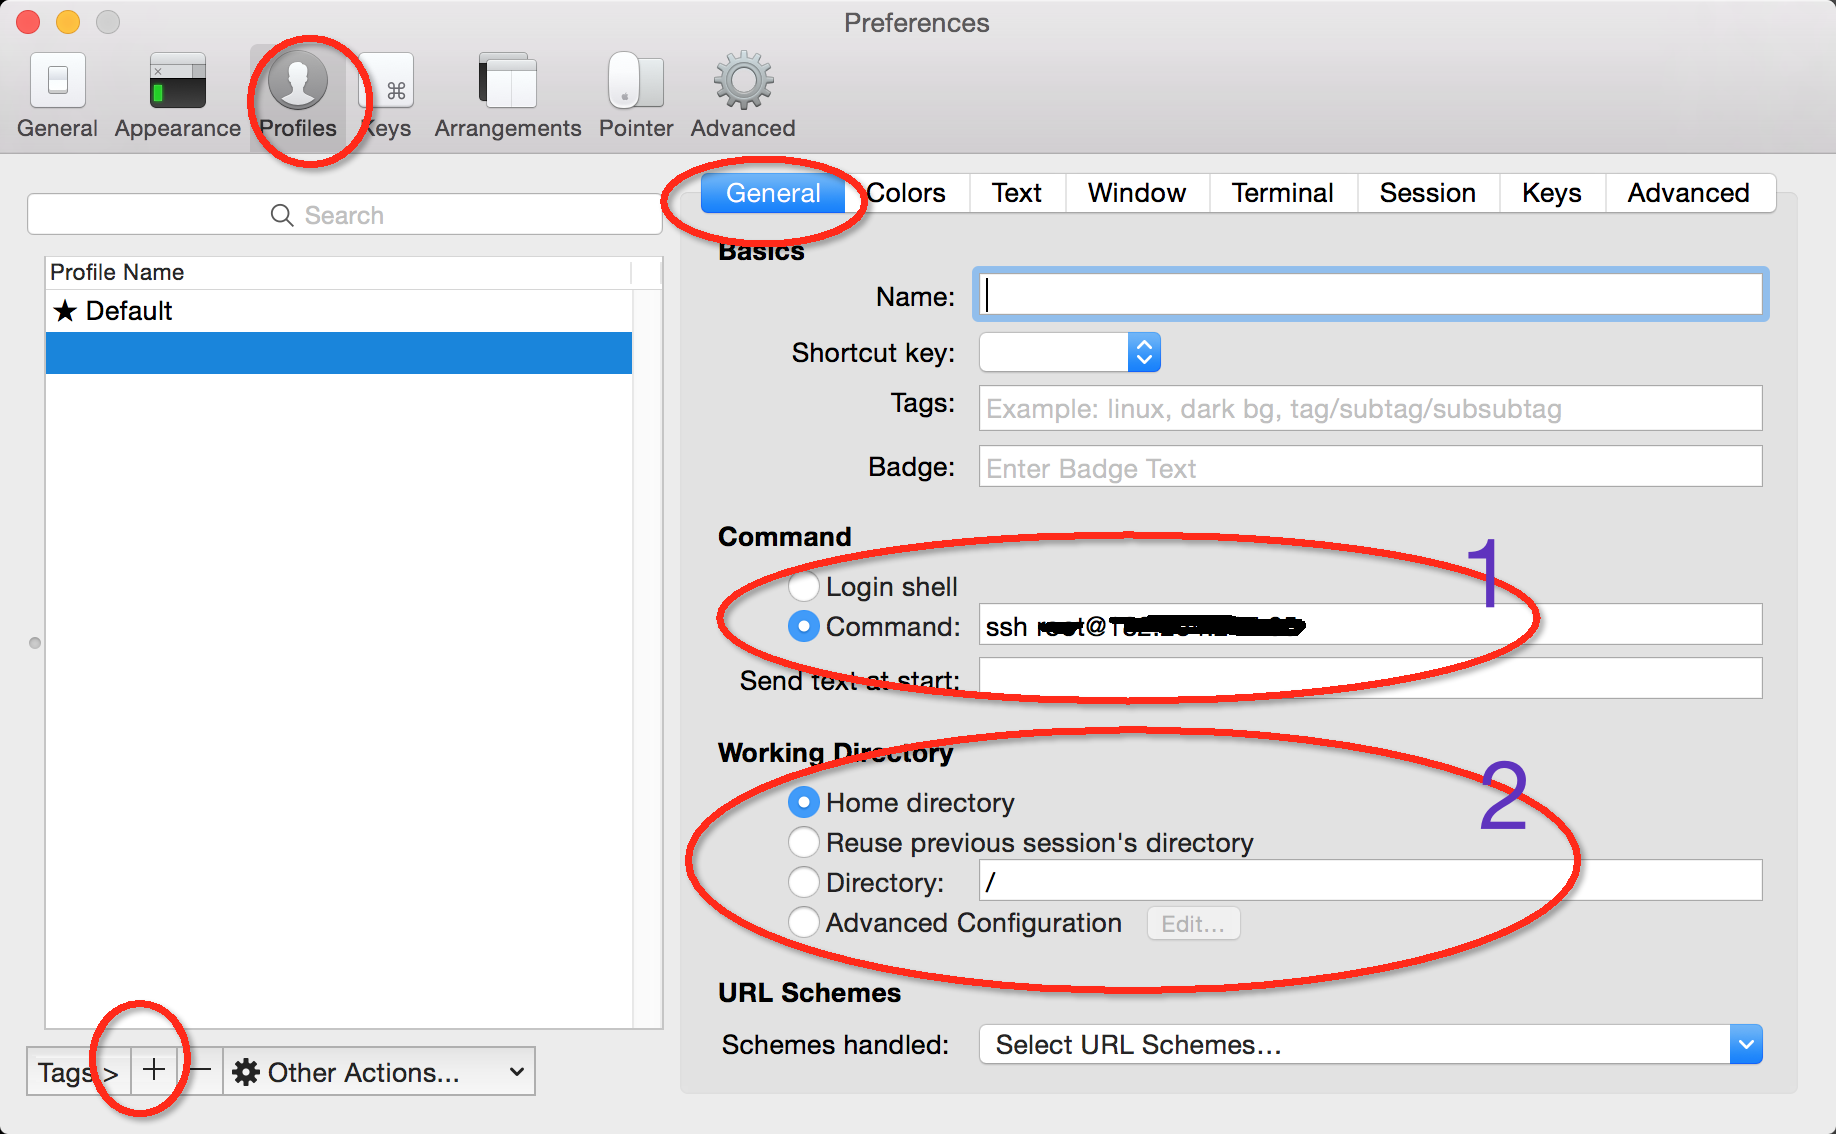 Preferences
General Appearance Profiles Keys Arrangements Pointer Advanced
Search
General Colors Text Window Terminal Session Keys Advanced
Profile Name
★ Default
Basics
Name:
Shortcut key:
Tags: Example: linux, dark bg, tag/subtag/subsubtag
Badge: Enter Badge Text
Command
1
Login shell
Command: ssh
Send text at start:
Working Directory
2
Home directory
Reuse previous session's directory
Directory: /
Advanced Configuration Edit...
URL Schemes
Schemes handled: Select URL Schemes...
Tags > + — Other Actions...